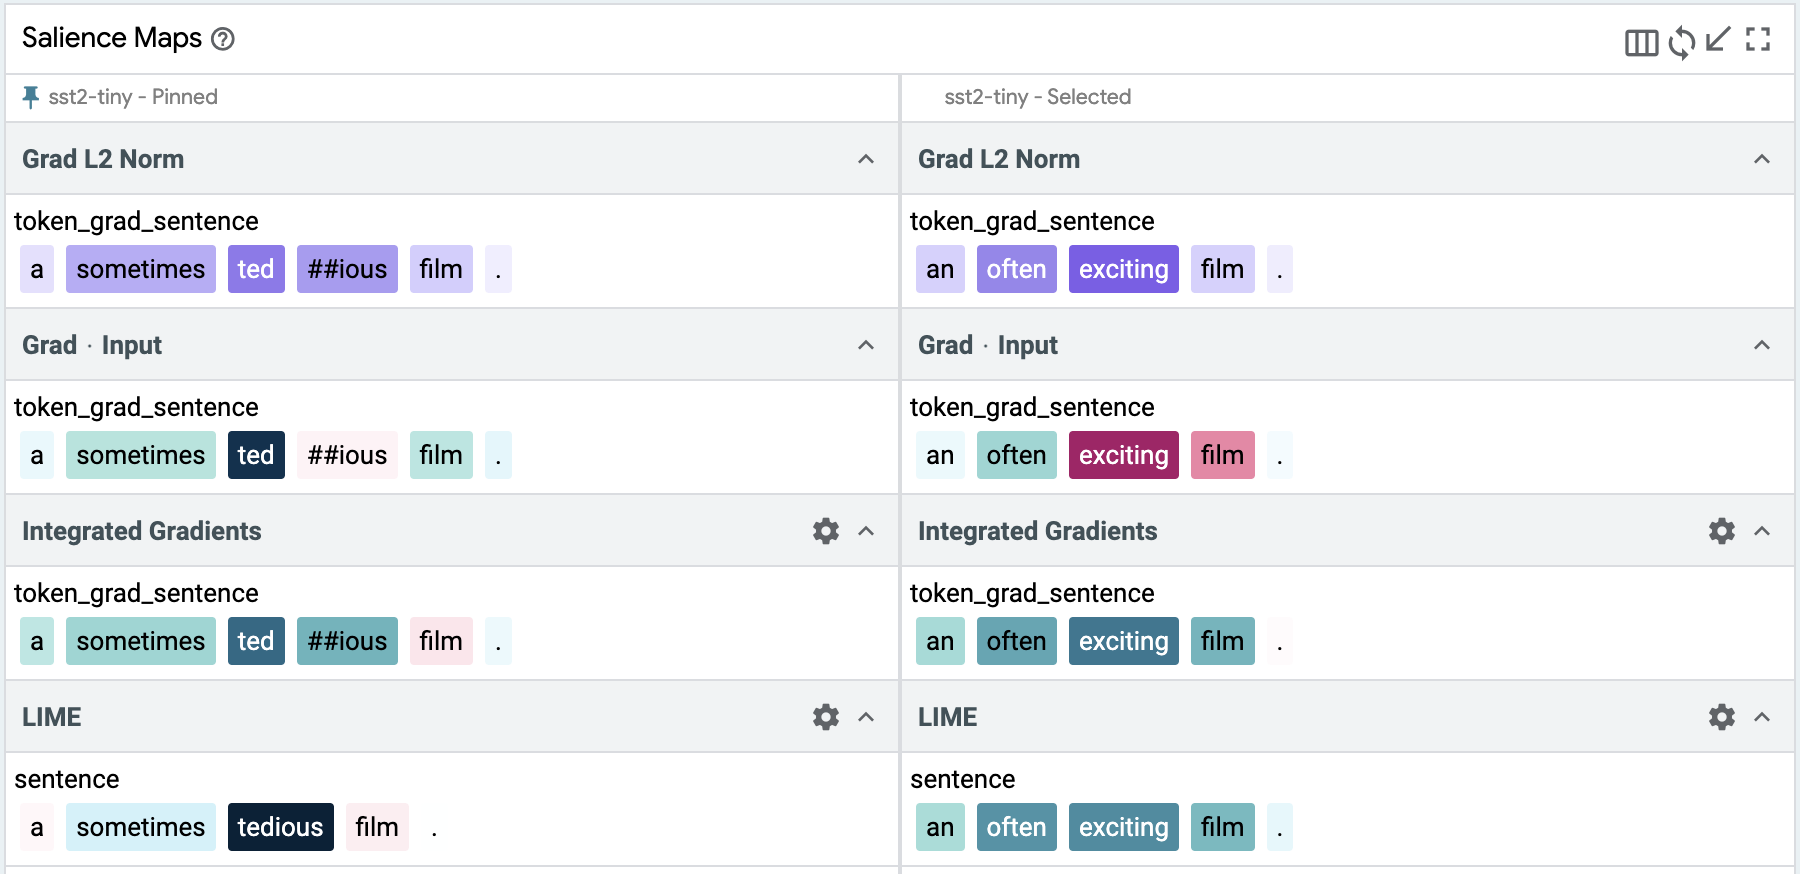 Salience Maps
sst2-tiny - Pinned
Grad L2 Norm
token_grad_sentence
a sometimes ted ##ious film .
Grad · Input
token_grad_sentence
a sometimes ted ##ious film .
Integrated Gradients
token_grad_sentence
a sometimes ted ##ious film .
LIME
sentence
a sometimes tedious film .
sst2-tiny - Selected
Grad L2 Norm
token_grad_sentence
an often exciting film .
Grad · Input
token_grad_sentence
an often exciting film .
Integrated Gradients
token_grad_sentence
an often exciting film .
LIME
sentence
an often exciting film .